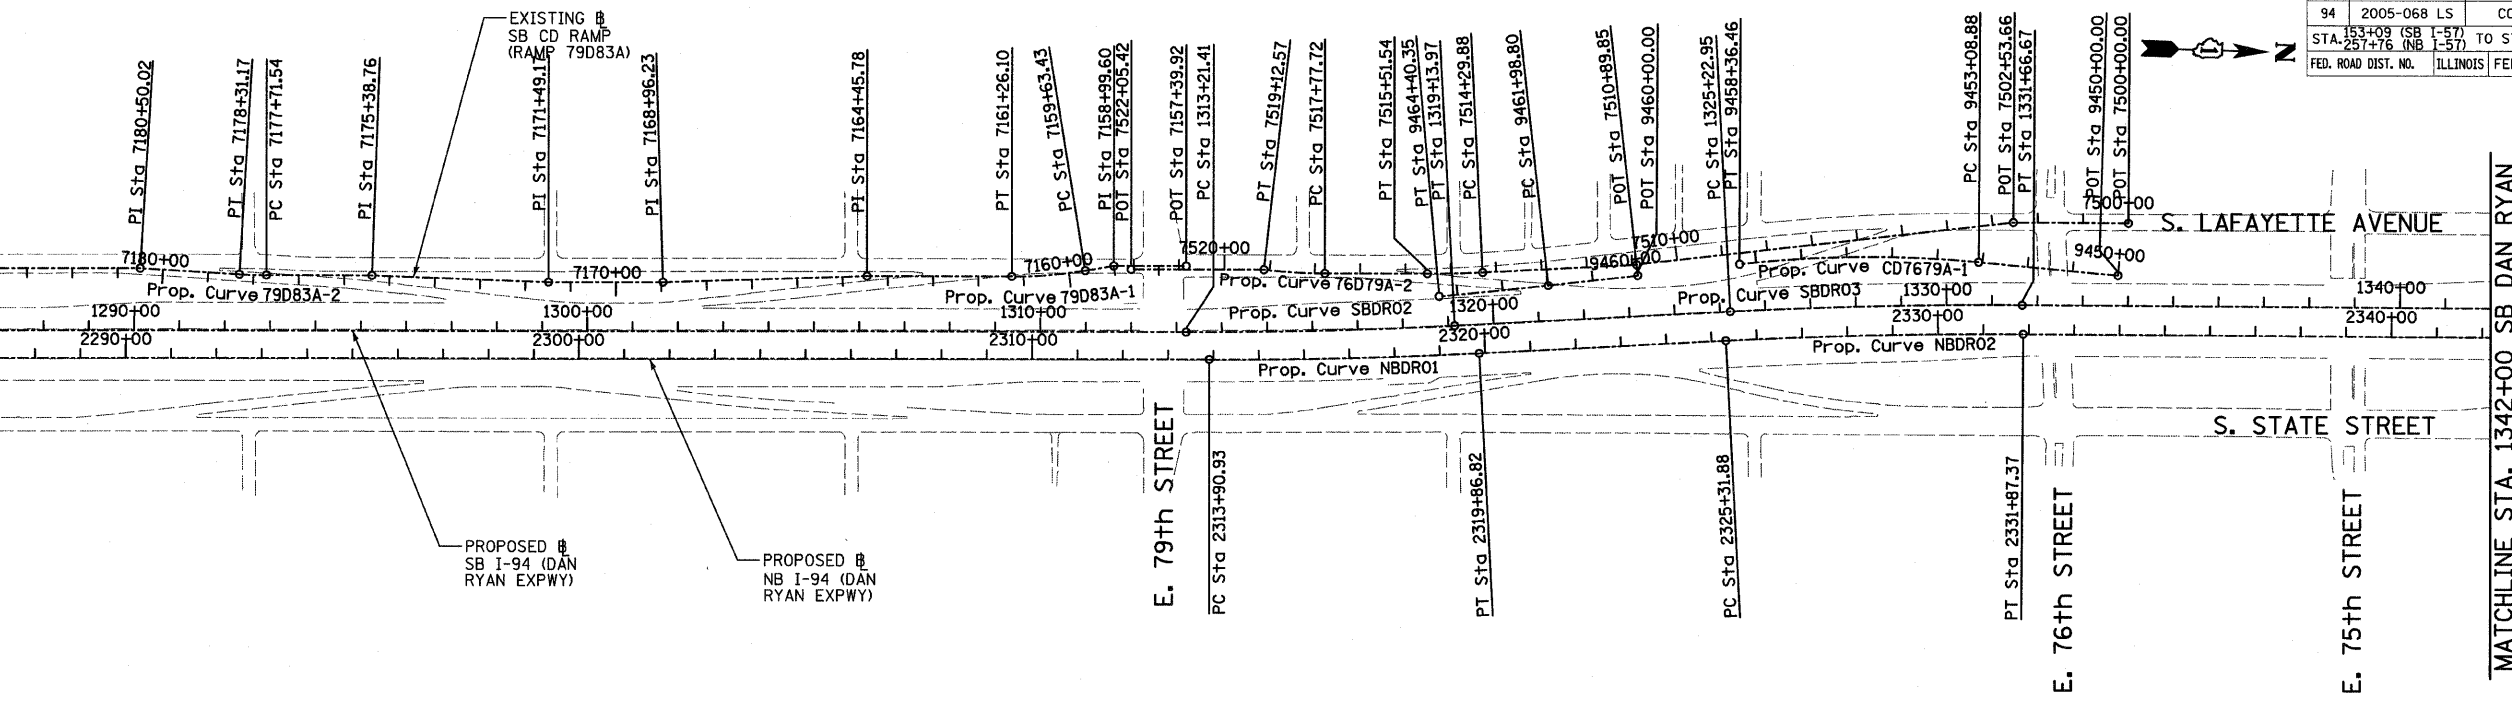 EXISTING B̲L̲
SB CD RAMP
(RAMP 79D83A)
94 2005-068 LS
STA. 153+09 (SB I-57) TO
257+76 (NB I-57)
FED. ROAD DIST. NO. ILLINOIS
N
PI Sta 7180+50.02
PT Sta 7178+31.17
PC Sta 7177+71.54
PI Sta 7175+38.76
PI Sta 7171+49.17
PI Sta 7168+96.23
PI Sta 7164+45.78
PT Sta 7161+26.10
PC Sta 7159+63.43
PI Sta 7158+99.60
POT Sta 7522+05.42
POT Sta 7157+39.92
PC Sta 1313+21.41
PT Sta 7519+12.57
PC Sta 7517+77.72
PT Sta 7515+51.54
PT Sta 9464+40.35
PT Sta 1319+13.97
PC Sta 7514+29.88
PC Sta 9461+98.80
POT Sta 7510+89.85
POT Sta 9460+00.00
PC Sta 1325+22.95
PT Sta 9458+36.46
PC Sta 9453+08.88
POT Sta 7502+53.66
PT Sta 1331+66.67
POT Sta 9450+00.00
POT Sta 7500+00.00
7500+00
S. LAFAYETTE AVENUE
7180+00
7170+00
7160+00
7520+00
7510+00
9460+00
9450+00
Prop. Curve 79D83A-2
Prop. Curve 79D83A-1
Prop. Curve 76D79A-2
Prop. Curve CD7679A-1
1290+00
1300+00
1310+00
Prop. Curve SBDR02
1320+00
Prop. Curve SBDR03
1330+00
1340+00
2290+00
2300+00
2310+00
2320+00
2330+00
2340+00
Prop. Curve NBDR01
Prop. Curve NBDR02
S. STATE STREET
PC Sta 2313+90.93
PT Sta 2319+86.82
PC Sta 2325+31.88
PT Sta 2331+87.37
E. 79th STREET
E. 76th STREET
E. 75th STREET
PROPOSED B̲L̲
SB I-94 (DAN
RYAN EXPWY)
PROPOSED B̲L̲
NB I-94 (DAN
RYAN EXPWY)
MATCHLINE STA. 1342+00 SB DAN RYAN